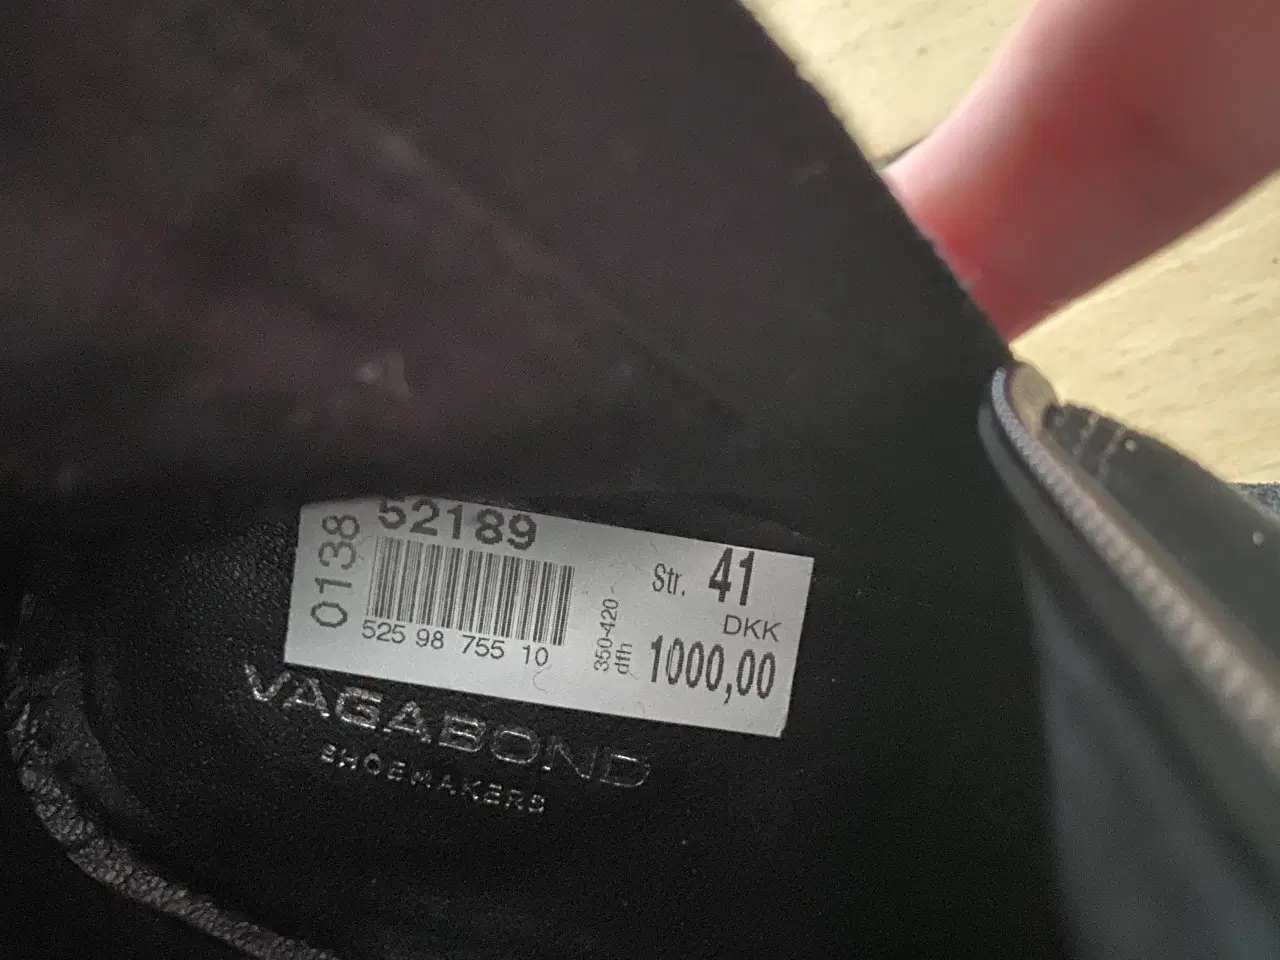 0138
52189
525 98 755 10
350-420-
dfh
Str. 41
DKK
1000,00
VAGABOND
SHOEMAKERS